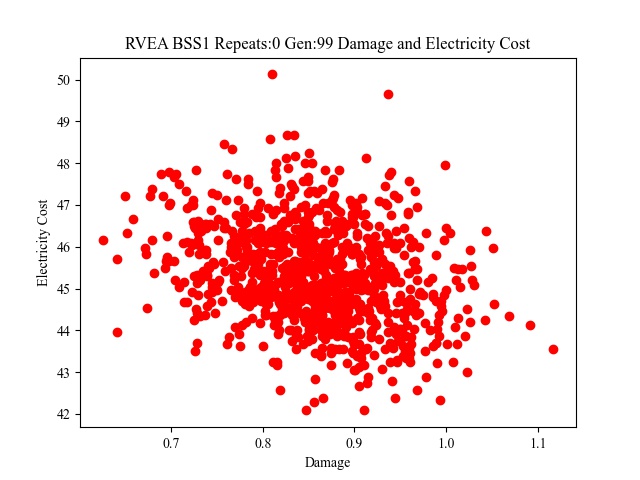 RVEA BSS1 Repeats:0 Gen:99 Damage and Electricity Cost
50
49
48
47
46
45
44
43
42
Electricity Cost
0.7 0.8 0.9 1.0 1.1
Damage